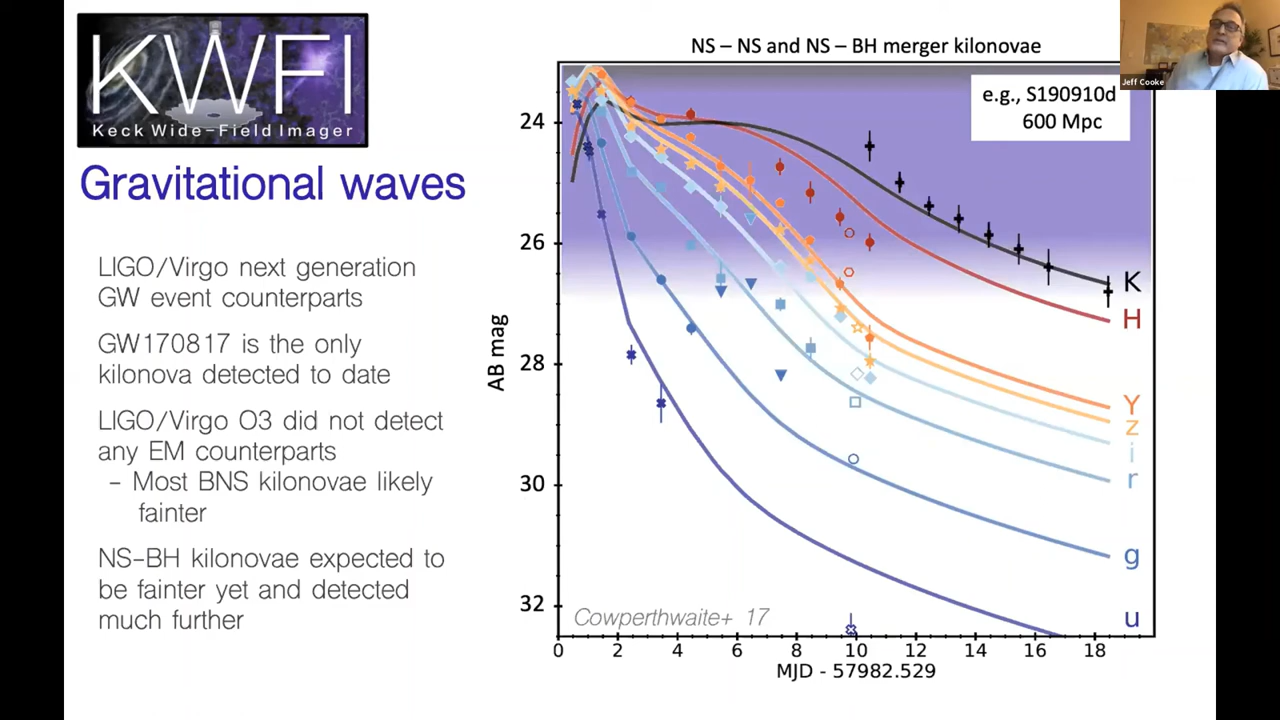 KWFI
Keck Wide-Field Imager
Gravitational waves
LIGO/Virgo next generation
GW event counterparts
GW170817 is the only
kilonova detected to date
LIGO/Virgo O3 did not detect
any EM counterparts
- Most BNS kilonovae likely
fainter
NS-BH kilonovae expected to
be fainter yet and detected
much further
NS – NS and NS – BH merger kilonovae
e.g., S190910d
600 Mpc
AB mag
24
26
28
30
32
K
H
Y
z
i
r
g
u
Cowperthwaite+ 17
0 2 4 6 8 10 12 14 16 18
MJD - 57982.529
Jeff Cooke